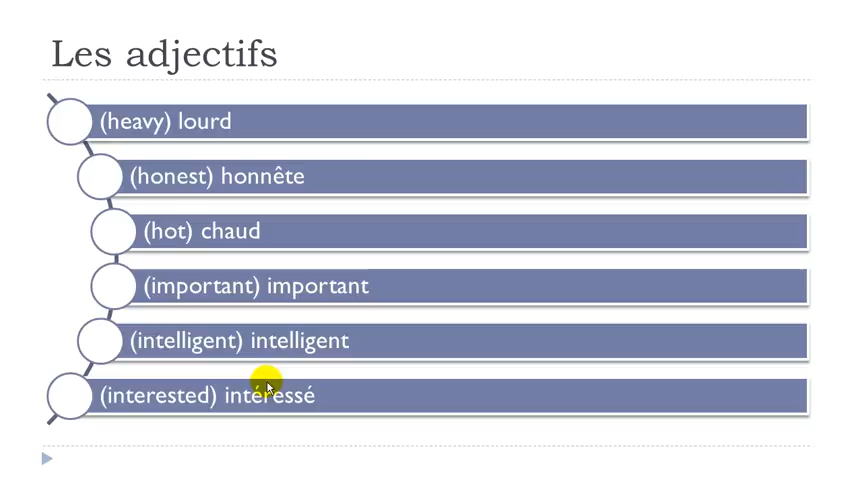 Les adjectifs
(heavy) lourd
(honest) honnête
(hot) chaud
(important) important
(intelligent) intelligent
(interested) intéressé